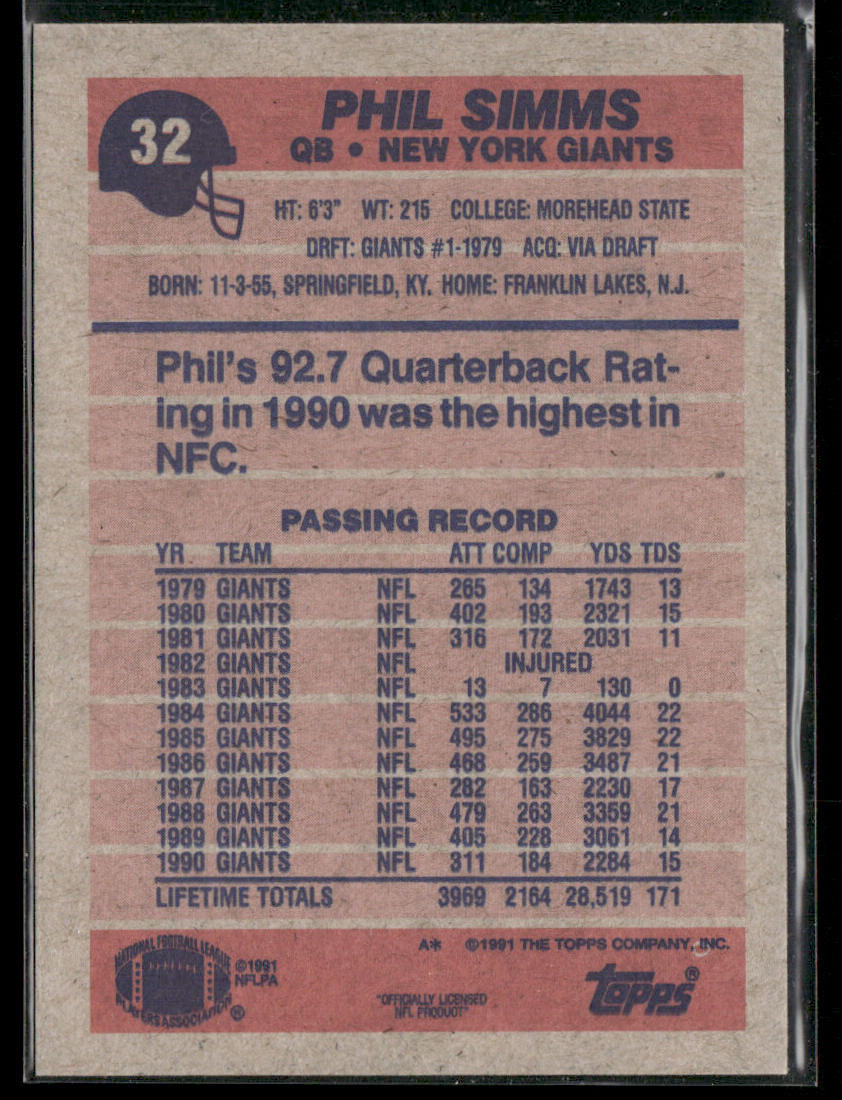 32
PHIL SIMMS
QB • NEW YORK GIANTS
HT: 6'3" WT: 215 COLLEGE: MOREHEAD STATE
DRFT: GIANTS #1-1979 ACQ: VIA DRAFT
BORN: 11-3-55, SPRINGFIELD, KY. HOME: FRANKLIN LAKES, N.J.
Phil's 92.7 Quarterback Rat-
ing in 1990 was the highest in
NFC.
PASSING RECORD
YR TEAM ATT COMP YDS TDS
1979 GIANTS NFL 265 134 1743 13
1980 GIANTS NFL 402 193 2321 15
1981 GIANTS NFL 316 172 2031 11
1982 GIANTS NFL INJURED
1983 GIANTS NFL 13 7 130 0
1984 GIANTS NFL 533 286 4044 22
1985 GIANTS NFL 495 275 3829 22
1986 GIANTS NFL 468 259 3487 21
1987 GIANTS NFL 282 163 2230 17
1988 GIANTS NFL 479 263 3359 21
1989 GIANTS NFL 405 228 3061 14
1990 GIANTS NFL 311 184 2284 15
LIFETIME TOTALS 3969 2164 28,519 171
A* ©1991 THE TOPPS COMPANY, INC.
NATIONAL FOOTBALL LEAGUE
PLAYERS ASSOCIATION ®
©1991
NFLPA
"OFFICIALLY LICENSED
NFL PRODUCT"
topps®